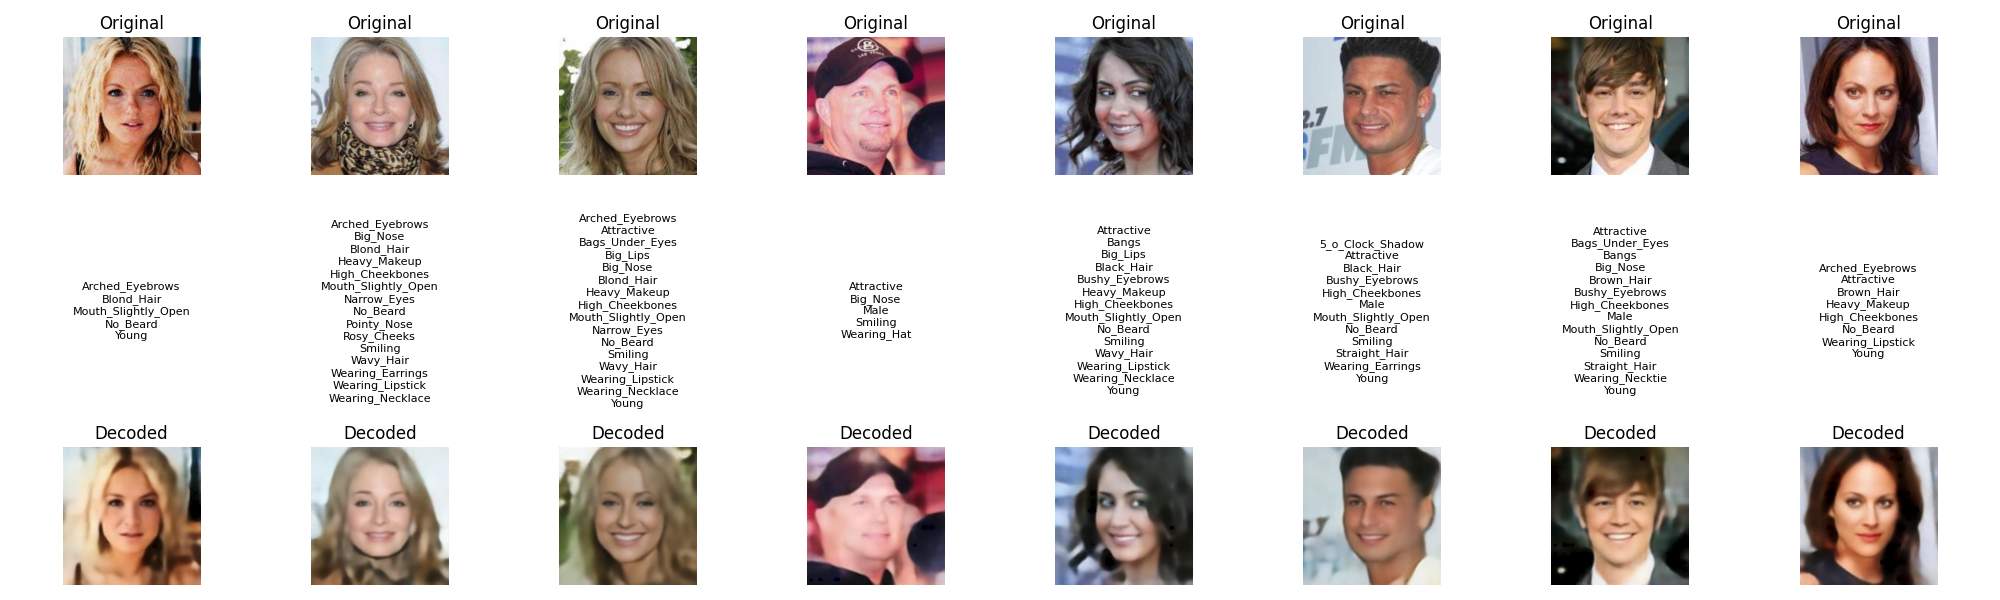 Original
Original
Original
Original
Original
Original
Original
Original
LAS VEGAS
2.7
SFM
Arched_Eyebrows
Blond_Hair
Mouth_Slightly_Open
No_Beard
Young
Arched_Eyebrows
Big_Nose
Blond_Hair
Heavy_Makeup
High_Cheekbones
Mouth_Slightly_Open
Narrow_Eyes
No_Beard
Pointy_Nose
Rosy_Cheeks
Smiling
Wavy_Hair
Wearing_Earrings
Wearing_Lipstick
Wearing_Necklace
Arched_Eyebrows
Attractive
Bags_Under_Eyes
Big_Lips
Big_Nose
Blond_Hair
Heavy_Makeup
High_Cheekbones
Mouth_Slightly_Open
Narrow_Eyes
No_Beard
Smiling
Wavy_Hair
Wearing_Lipstick
Wearing_Necklace
Young
Attractive
Big_Nose
Male
Smiling
Wearing_Hat
Attractive
Bangs
Big_Lips
Black_Hair
Bushy_Eyebrows
Heavy_Makeup
High_Cheekbones
Mouth_Slightly_Open
No_Beard
Smiling
Wavy_Hair
Wearing_Lipstick
Wearing_Necklace
Young
5_o_Clock_Shadow
Attractive
Black_Hair
Bushy_Eyebrows
High_Cheekbones
Male
Mouth_Slightly_Open
No_Beard
Smiling
Straight_Hair
Wearing_Earrings
Young
Attractive
Bags_Under_Eyes
Bangs
Big_Nose
Brown_Hair
Bushy_Eyebrows
High_Cheekbones
Male
Mouth_Slightly_Open
No_Beard
Smiling
Straight_Hair
Wearing_Necktie
Young
Arched_Eyebrows
Attractive
Brown_Hair
Heavy_Makeup
High_Cheekbones
No_Beard
Wearing_Lipstick
Young
Decoded
Decoded
Decoded
Decoded
Decoded
Decoded
Decoded
Decoded